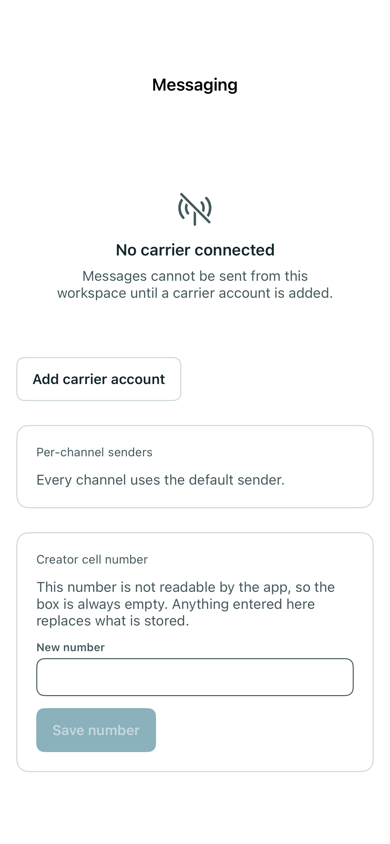 Messaging
No carrier connected
Messages cannot be sent from this
workspace until a carrier account is added.
Add carrier account
Per-channel senders
Every channel uses the default sender.
Creator cell number
This number is not readable by the app, so the
box is always empty. Anything entered here
replaces what is stored.
New number
Save number